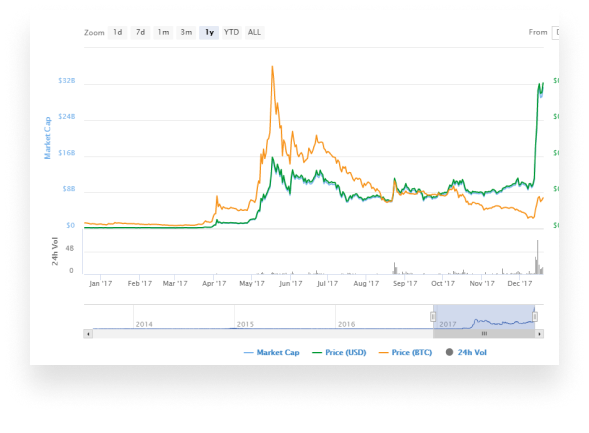 Zoom 1d 7d 1m 3m 1y YTD ALL From
$32B
$24B
$16B
$8B
$0
Market Cap
4B
0
24h Vol
Jan '17 Feb '17 Mar '17 Apr '17 May '17 Jun '17 Jul '17 Aug '17 Sep '17 Oct '17 Nov '17 Dec '17
2014 2015 2016 2017
Market Cap Price (USD) Price (BTC) 24h Vol